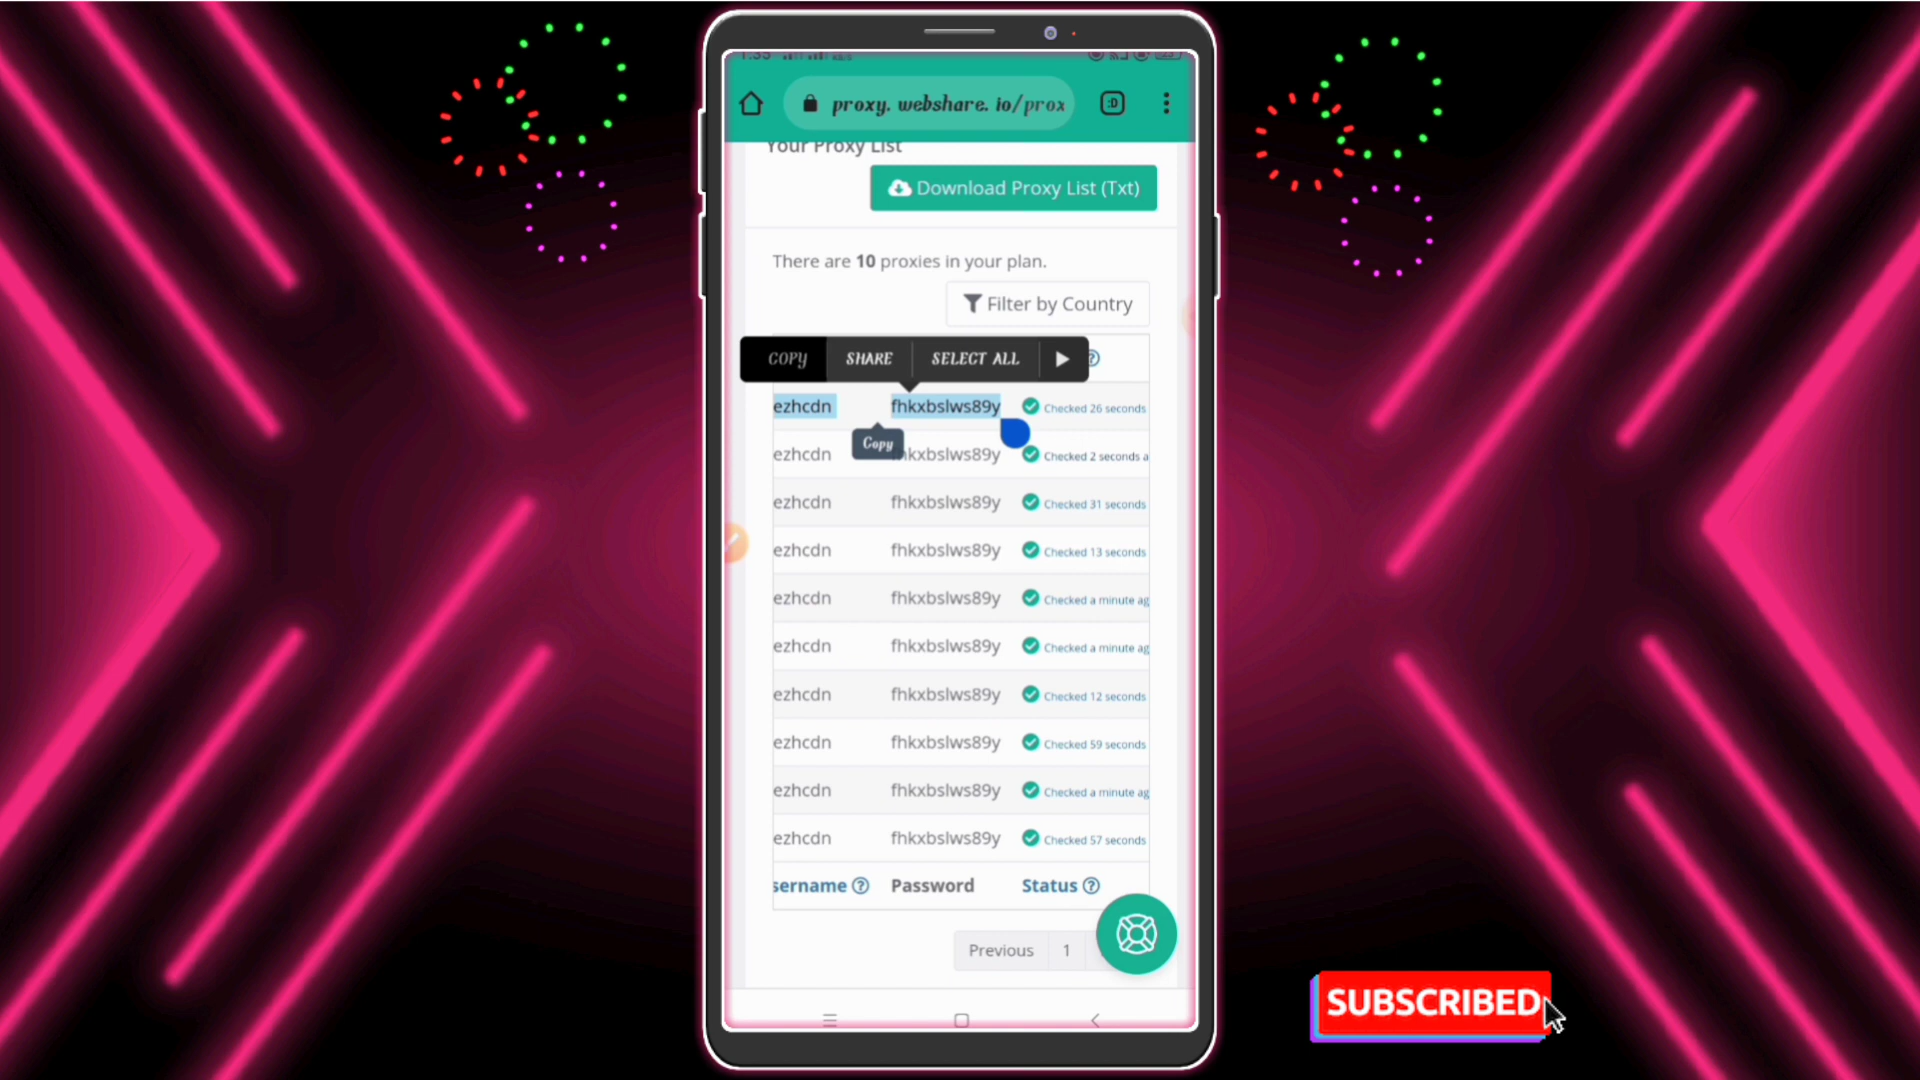 1:35
proxy. webshare. io/prox
:D
Your Proxy List
Download Proxy List (Txt)
There are 10 proxies in your plan.
Filter by Country
COPY SHARE SELECT ALL
ezhcdn fhkxbslws89y Checked 26 seconds
Copy
ezhcdn hkxbslws89y Checked 2 seconds a
ezhcdn fhkxbslws89y Checked 31 seconds
ezhcdn fhkxbslws89y Checked 13 seconds
ezhcdn fhkxbslws89y Checked a minute ag
ezhcdn fhkxbslws89y Checked a minute ag
ezhcdn fhkxbslws89y Checked 12 seconds
ezhcdn fhkxbslws89y Checked 59 seconds
ezhcdn fhkxbslws89y Checked a minute ag
ezhcdn fhkxbslws89y Checked 57 seconds
sername Password Status
Previous 1
SUBSCRIBED